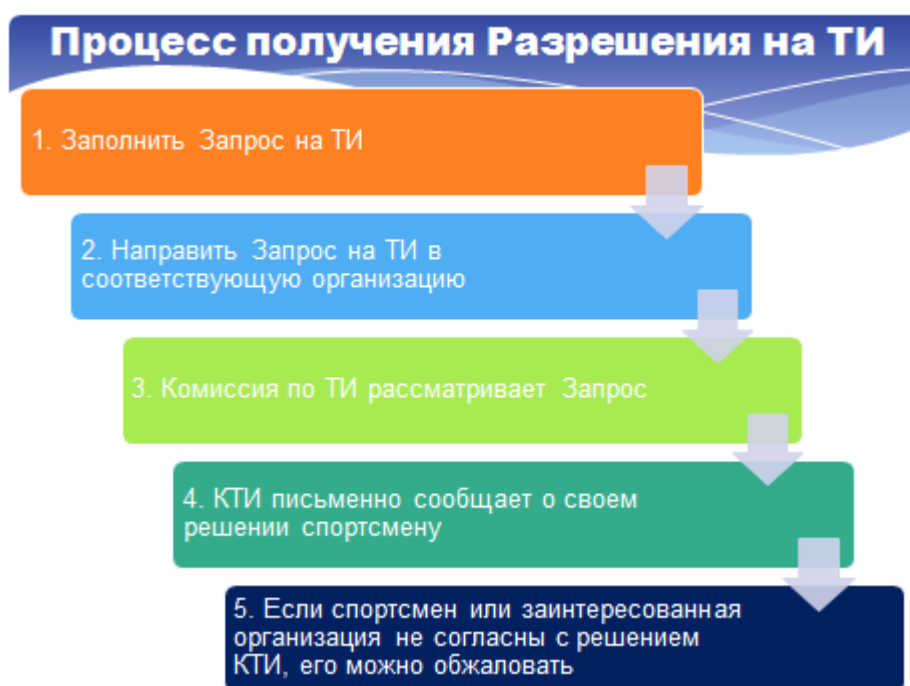 Процесс получения Разрешения на ТИ
1. Заполнить Запрос на ТИ
2. Направить Запрос на ТИ в
соответствующую организацию
3. Комиссия по ТИ рассматривает Запрос
4. КТИ письменно сообщает о своем
решении спортсмену
5. Если спортсмен или заинтересованная
организация не согласны с решением
КТИ, его можно обжаловать